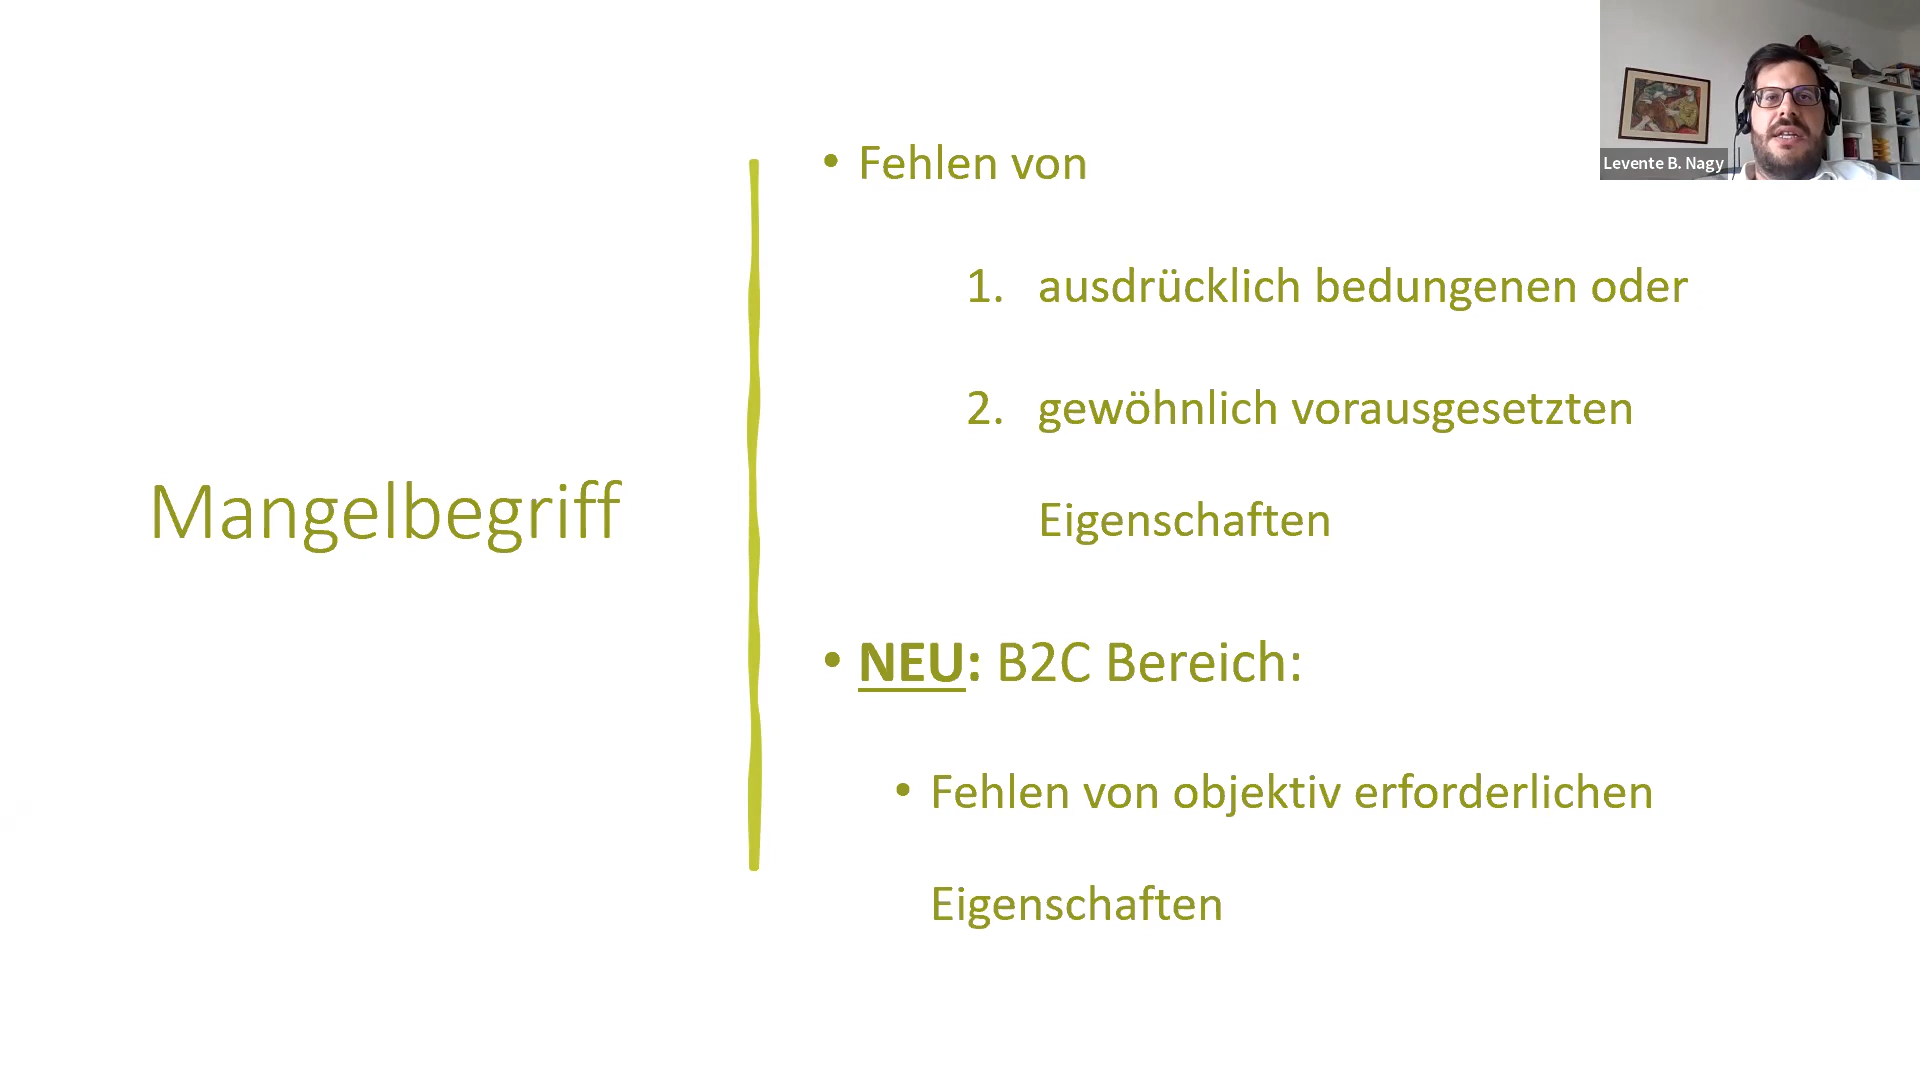 Levente B. Nagy
Mangelbegriff
• Fehlen von
1. ausdrücklich bedungenen oder
2. gewöhnlich vorausgesetzten
Eigenschaften
• NEU: B2C Bereich:
• Fehlen von objektiv erforderlichen
Eigenschaften